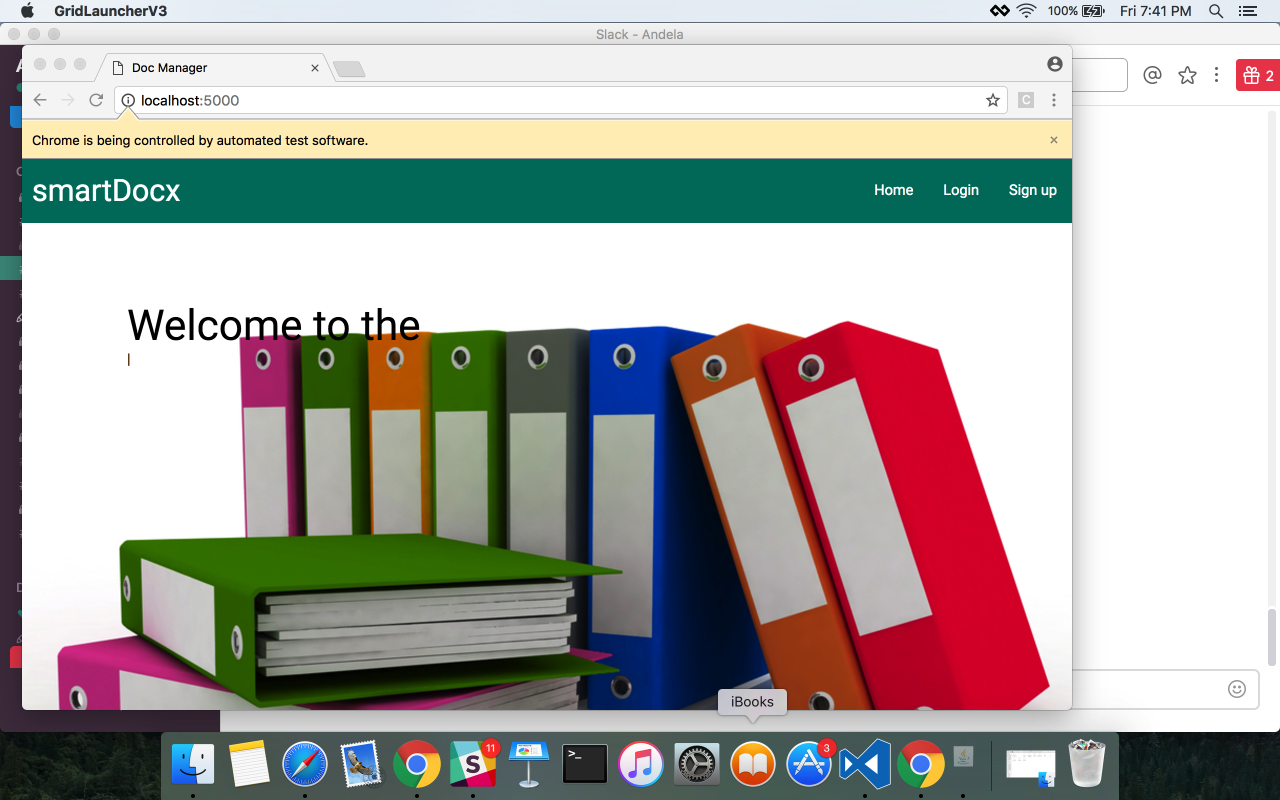 GridLauncherV3
100%
Fri 7:41 PM
Slack - Andela
Doc Manager
localhost:5000
C
2
Chrome is being controlled by automated test software.
smartDocx
Home
Login
Sign up
Welcome to the
iBooks
11
S
3
>_